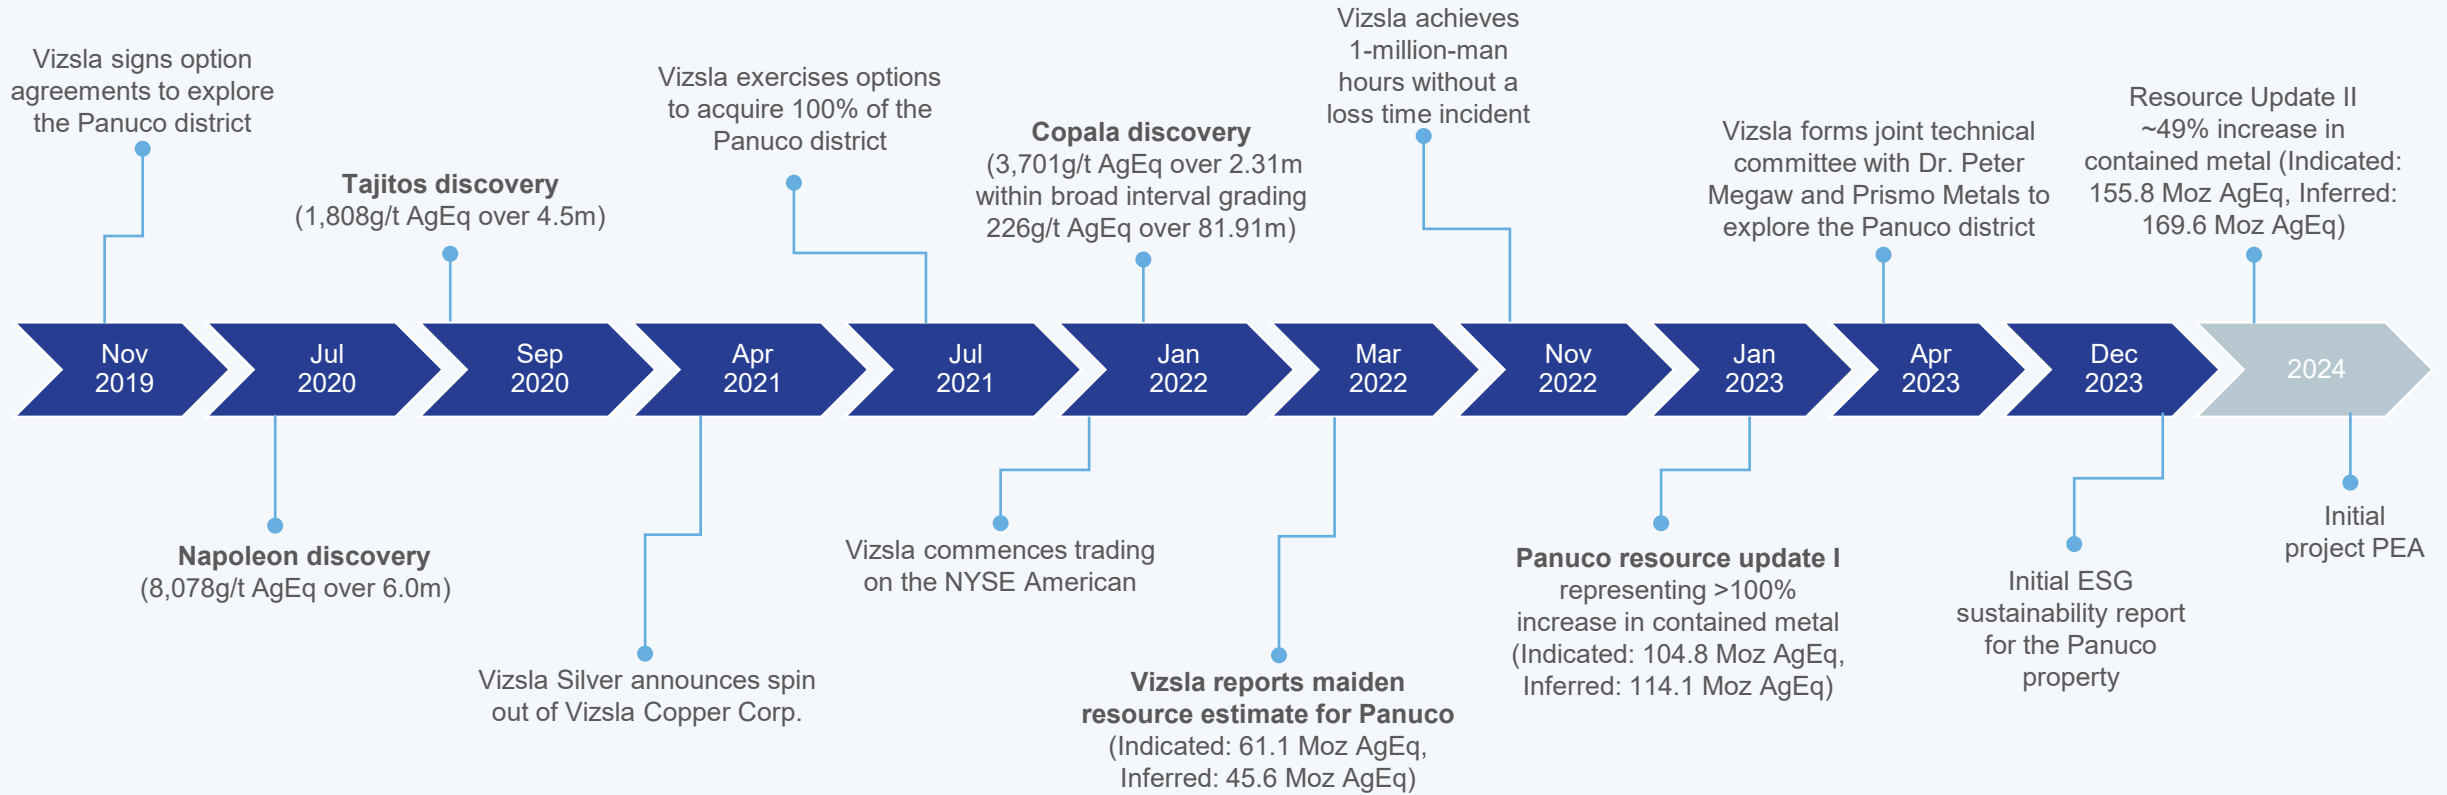 Vizsla signs option
agreements to explore
the Panuco district
Tajitos discovery
(1,808g/t AgEq over 4.5m)
Vizsla exercises options
to acquire 100% of the
Panuco district
Copala discovery
(3,701g/t AgEq over 2.31m
within broad interval grading
226g/t AgEq over 81.91m)
Vizsla achieves
1-million-man
hours without a
loss time incident
Vizsla forms joint technical
committee with Dr. Peter
Megaw and Prismo Metals to
explore the Panuco district
Resource Update II
~49% increase in
contained metal (Indicated:
155.8 Moz AgEq, Inferred:
169.6 Moz AgEq)
Nov
2019
Jul
2020
Sep
2020
Apr
2021
Jul
2021
Jan
2022
Mar
2022
Nov
2022
Jan
2023
Apr
2023
Dec
2023
2024
Napoleon discovery
(8,078g/t AgEq over 6.0m)
Vizsla Silver announces spin
out of Vizsla Copper Corp.
Vizsla commences trading
on the NYSE American
Vizsla reports maiden
resource estimate for Panuco
(Indicated: 61.1 Moz AgEq,
Inferred: 45.6 Moz AgEq)
Panuco resource update I
representing >100%
increase in contained metal
(Indicated: 104.8 Moz AgEq,
Inferred: 114.1 Moz AgEq)
Initial ESG
sustainability report
for the Panuco
property
Initial
project PEA